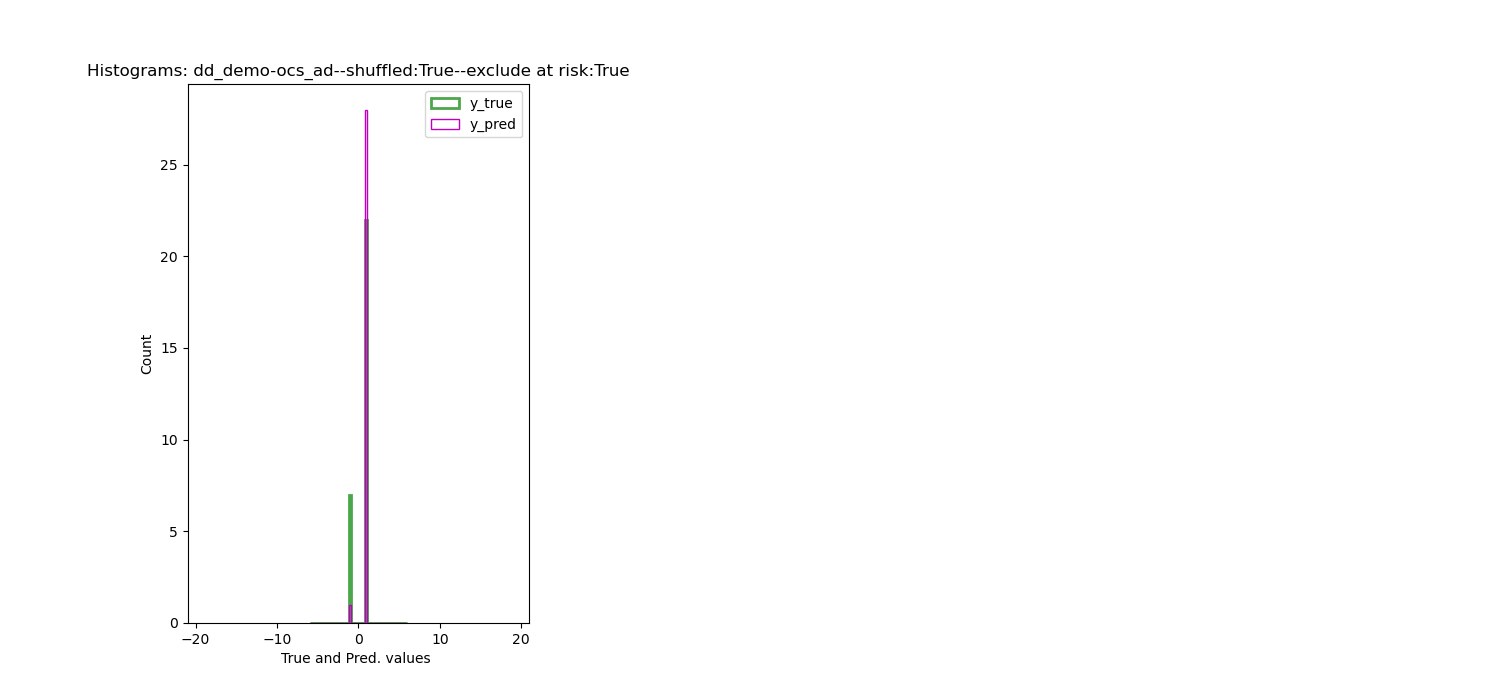 Histograms: dd_demo-ocs_ad--shuffled:True--exclude at risk:True
y_true
y_pred
25
20
15
10
5
0
Count
−20
−10
0
10
20
True and Pred. values